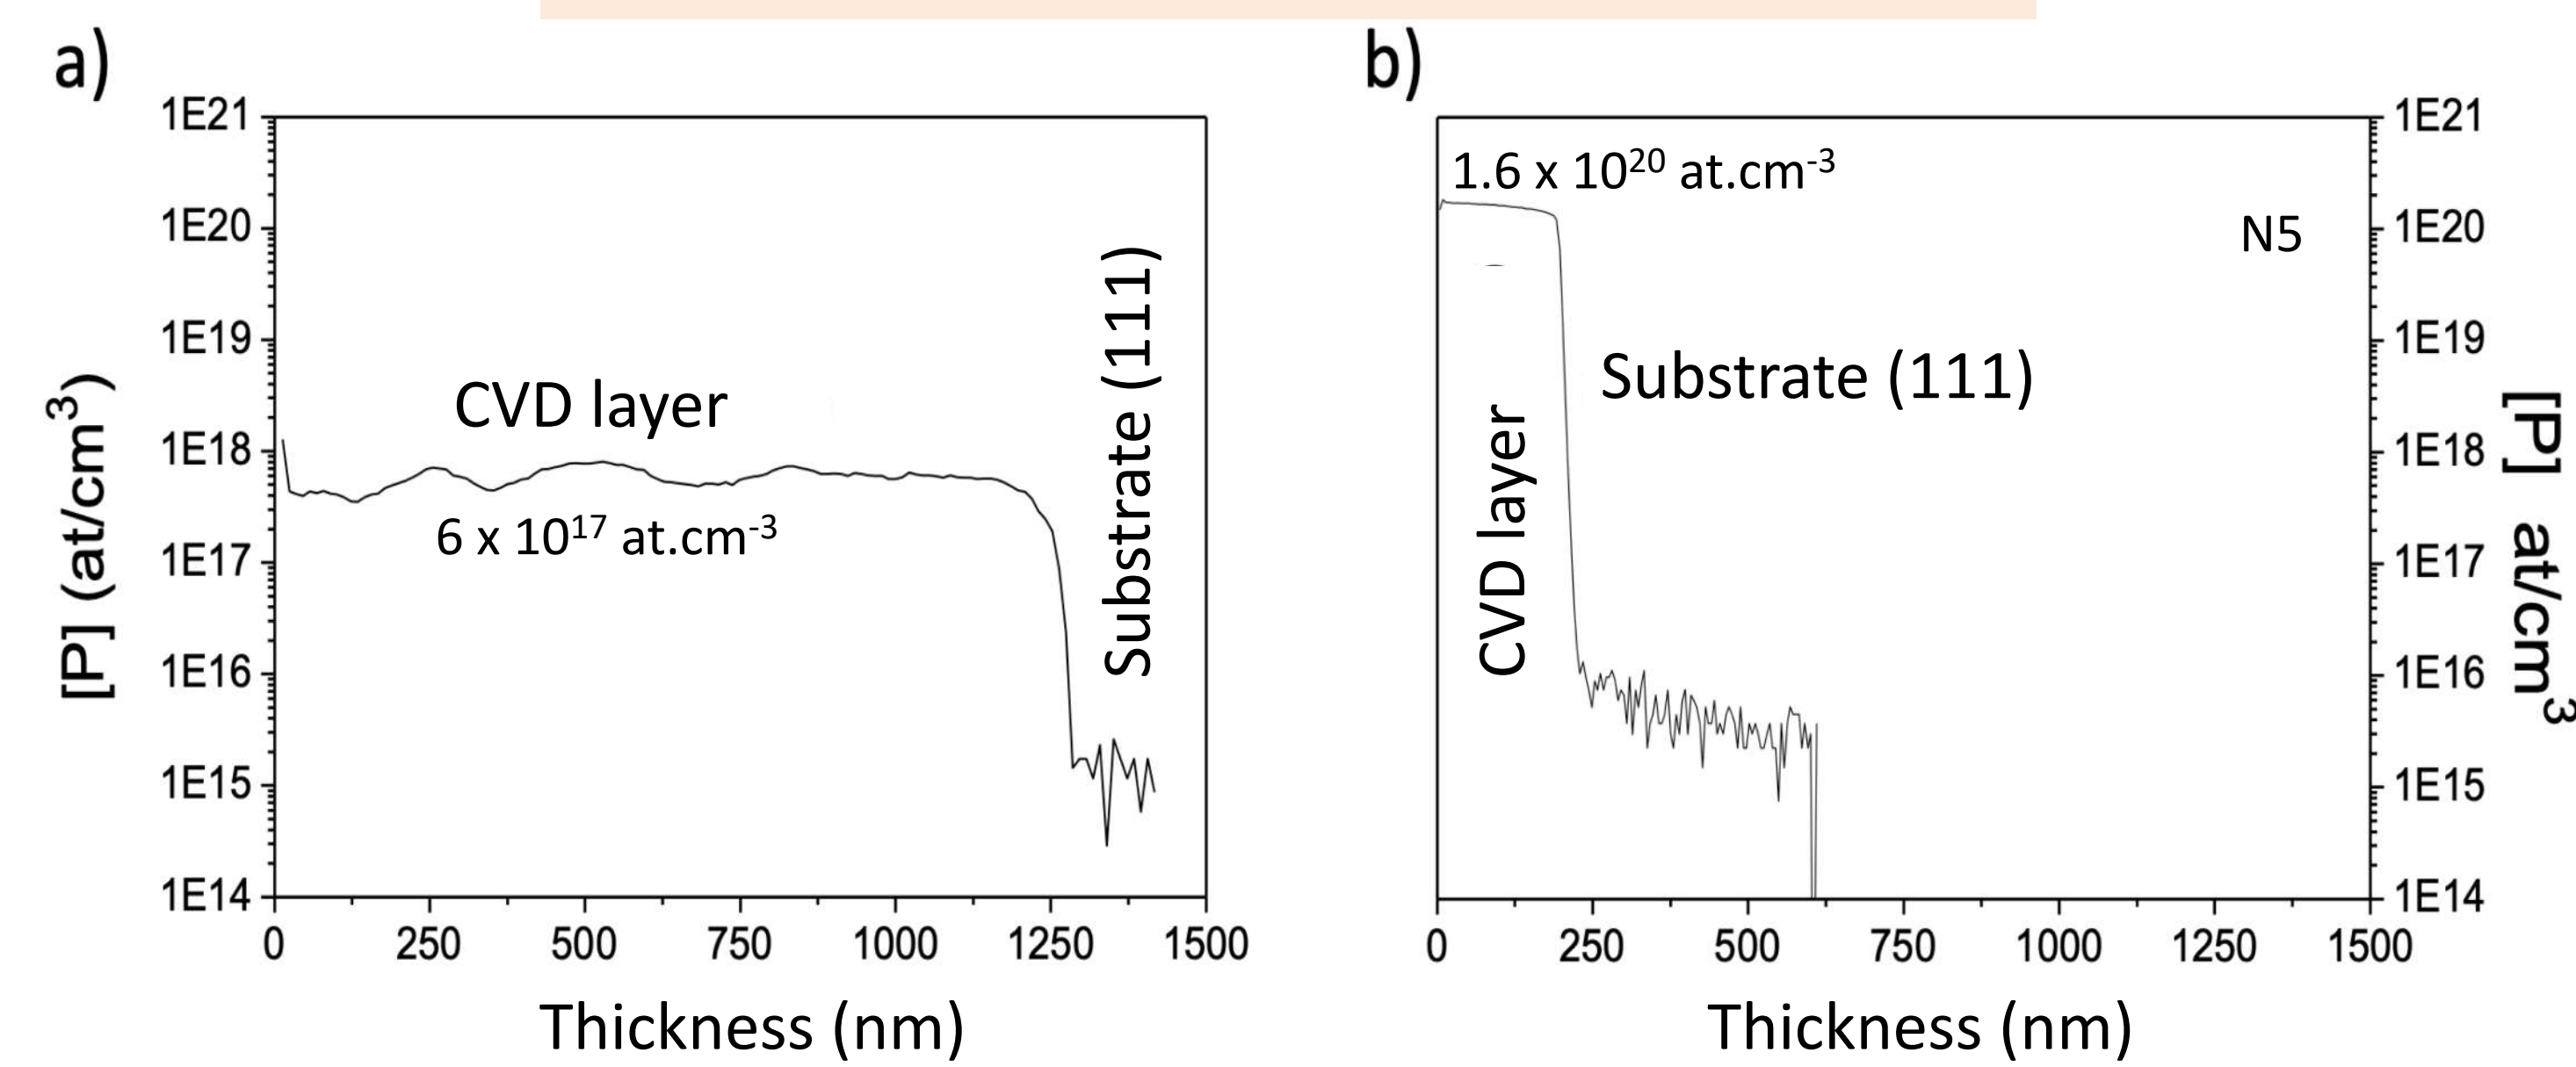 a)
1E21
1E20
1E19
1E18
1E17
1E16
1E15
1E14
[P] (at/cm³)
CVD layer
6 x 10¹⁷ at.cm⁻³
Substrate (111)
0 250 500 750 1000 1250 1500
Thickness (nm)
b)
1.6 x 10²⁰ at.cm⁻³
N5
CVD layer
Substrate (111)
1E21
1E20
1E19
1E18
1E17
1E16
1E15
1E14
[P] at/cm³
0 250 500 750 1000 1250 1500
Thickness (nm)